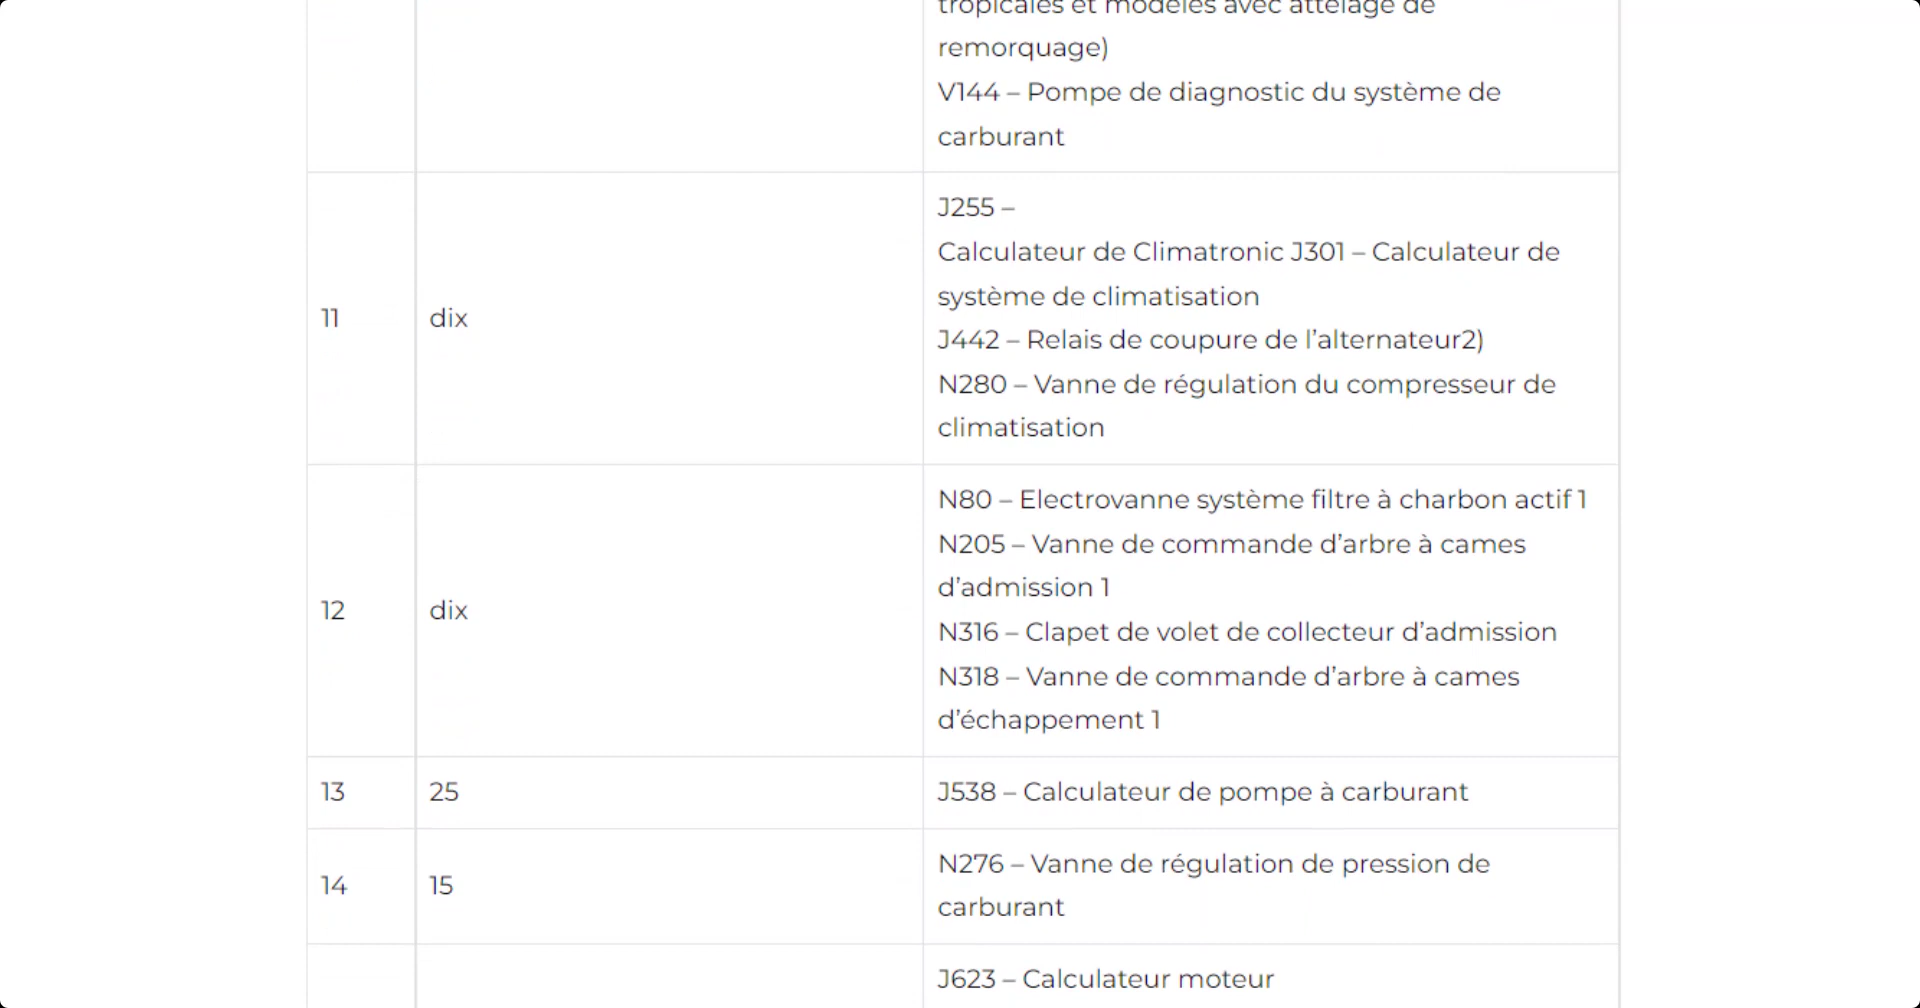 tropicales et modèles avec attelage de
remorquage)
V144 – Pompe de diagnostic du système de
carburant
11
dix
J255 –
Calculateur de Climatronic J301 – Calculateur de
système de climatisation
J442 – Relais de coupure de l’alternateur2)
N280 – Vanne de régulation du compresseur de
climatisation
12
dix
N80 – Electrovanne système filtre à charbon actif 1
N205 – Vanne de commande d’arbre à cames
d’admission 1
N316 – Clapet de volet de collecteur d’admission
N318 – Vanne de commande d’arbre à cames
d’échappement 1
13
25
J538 – Calculateur de pompe à carburant
14
15
N276 – Vanne de régulation de pression de
carburant
J623 – Calculateur moteur